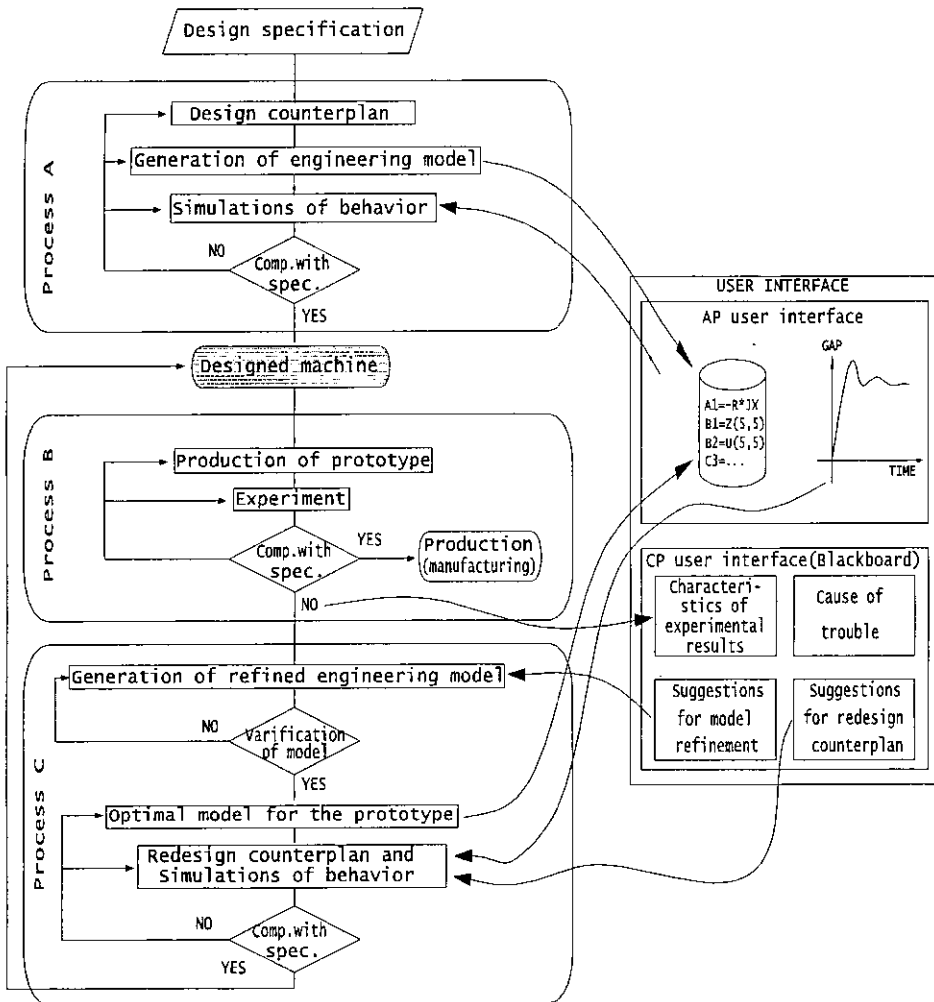 Design specification
Process A
Design counterplan
Generation of engineering model
Simulations of behavior
NO
Comp.with
spec.
YES
Designed machine
Process B
Production of prototype
Experiment
Comp.with
spec.
YES
Production
(manufacturing)
NO
Process C
Generation of refined engineering model
NO
Varification
of model
YES
Optimal model for the prototype
Redesign counterplan and
Simulations of behavior
NO
Comp.with
spec.
YES
USER INTERFACE
AP user interface
A1=-R*JX
B1=Z(5,5)
B2=U(5,5)
C3=...
GAP
TIME
CP user interface(Blackboard)
Characteri-
stics of
experimental
results
Cause of
trouble
Suggestions
for model
refinement
Suggestions
for redesign
counterplan